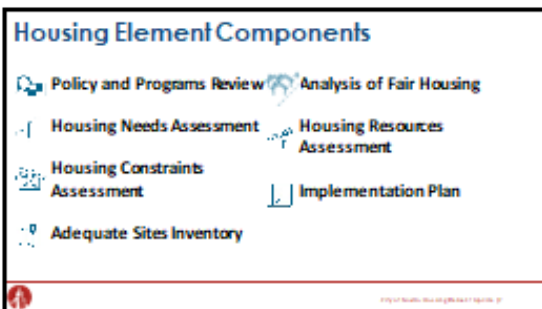 Housing Element Components
Policy and Programs Review
Housing Needs Assessment
Housing Constraints
Assessment
Adequate Sites Inventory
Analysis of Fair Housing
Housing Resources
Assessment
Implementation Plan